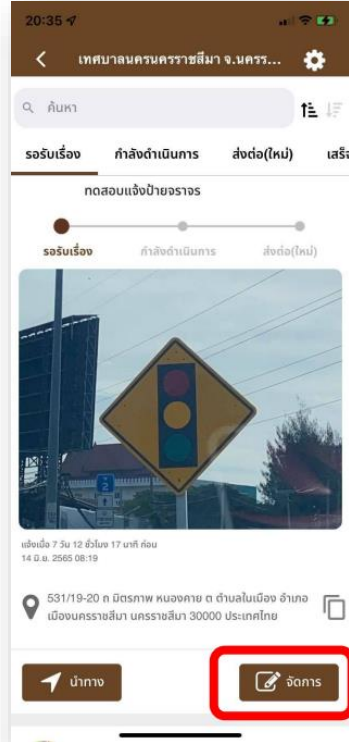 20:35
เทศบาลนครนครราชสีมา จ.นครร...
ค้นหา
รอรับเรื่อง กำลังดำเนินการ ส่งต่อ(ใหม่) เสร็จ
ทดสอบแจ้งป้ายจราจร
รอรับเรื่อง กำลังดำเนินการ ส่งต่อ(ใหม่)
2
แจ้งเมื่อ 7 วัน 12 ชั่วโมง 17 นาที ก่อน
14 มิ.ย. 2565 08:19
531/19-20 ถ มิตรภาพ หนองคาย ต ตำบลในเมือง อำเภอ
เมืองนครราชสีมา นครราชสีมา 30000 ประเทศไทย
นำทาง จัดการ